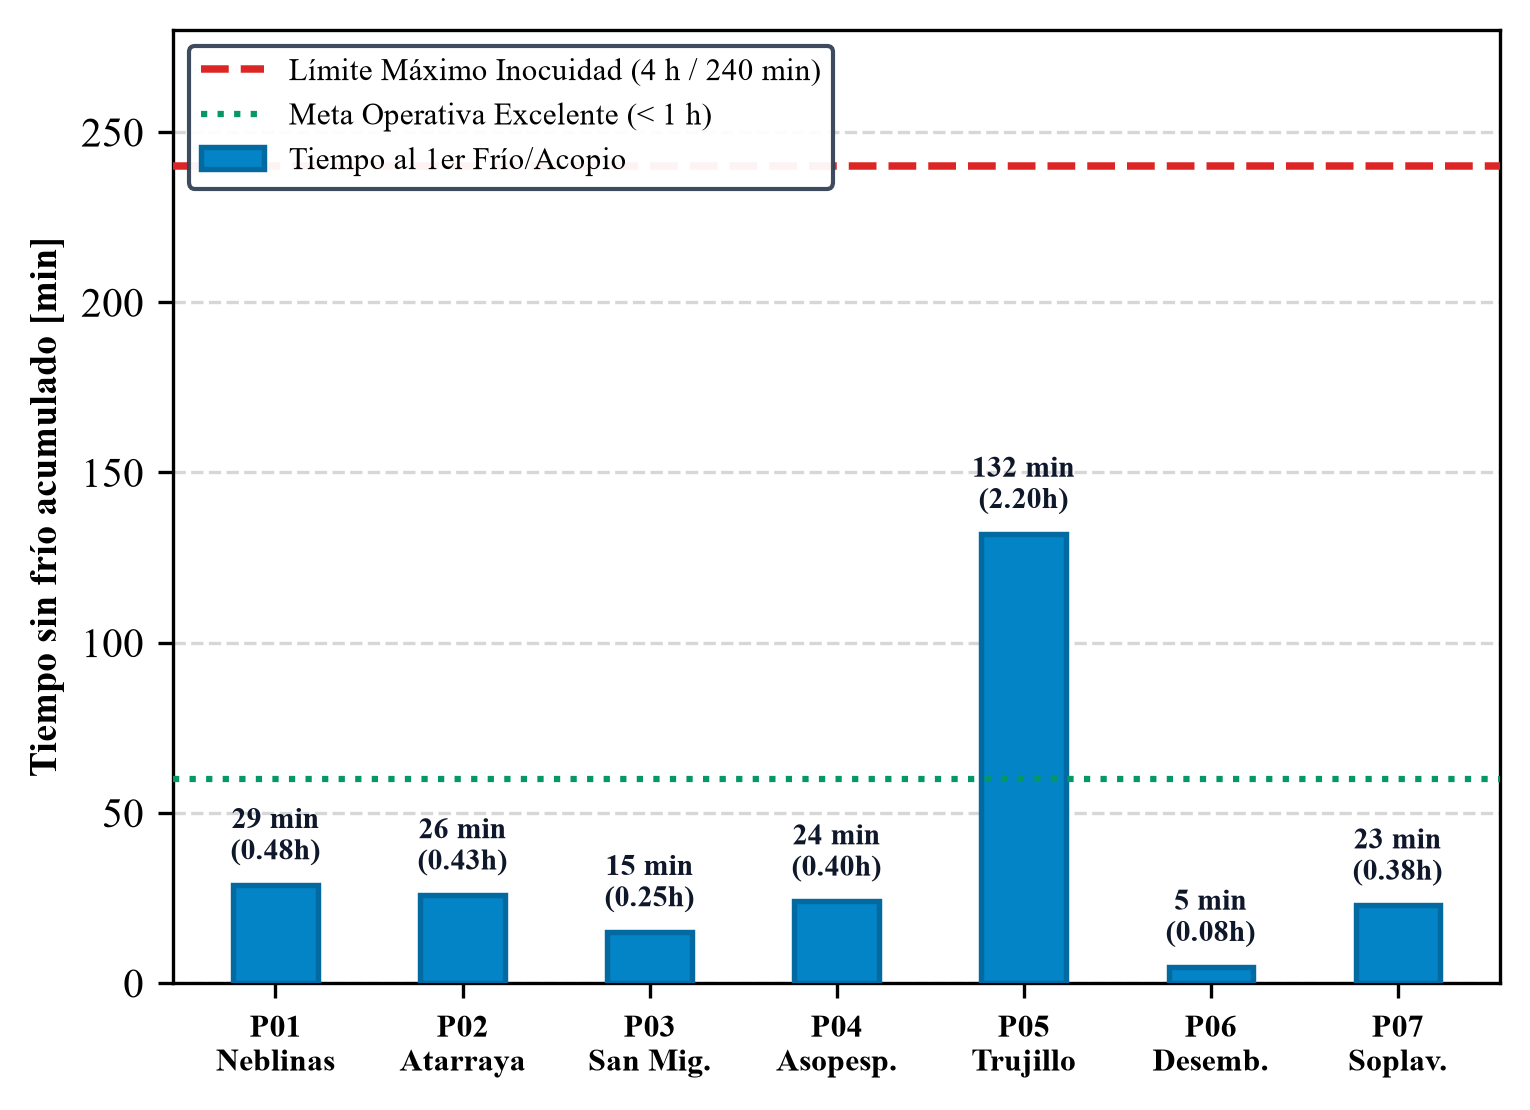 Límite Máximo Inocuidad (4 h / 240 min)
Meta Operativa Excelente (< 1 h)
Tiempo al 1er Frío/Acopio
Tiempo sin frío acumulado [min]
250
200
150
100
50
0
29 min
(0.48h)
26 min
(0.43h)
15 min
(0.25h)
24 min
(0.40h)
132 min
(2.20h)
5 min
(0.08h)
23 min
(0.38h)
P01
Neblinas
P02
Atarraya
P03
San Mig.
P04
Asopesp.
P05
Trujillo
P06
Desemb.
P07
Soplav.